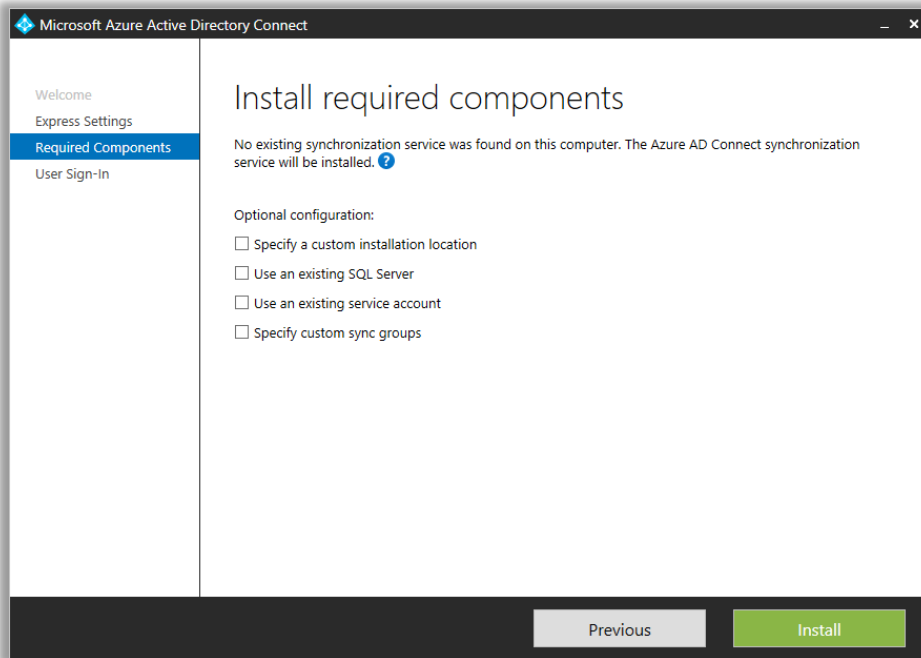 Microsoft Azure Active Directory Connect
Welcome
Express Settings
Required Components
User Sign-In
Install required components
No existing synchronization service was found on this computer. The Azure AD Connect synchronization
service will be installed. ?
Optional configuration:
Specify a custom installation location
Use an existing SQL Server
Use an existing service account
Specify custom sync groups
Previous
Install